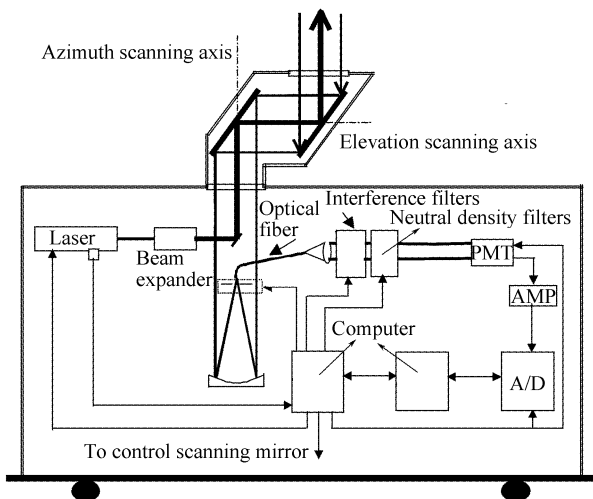 Azimuth scanning axis
Elevation scanning axis
Interference filters
Optical
fiber
Neutral density filters
Laser
Beam
expander
PMT
AMP
Computer
A/D
To control scanning mirror